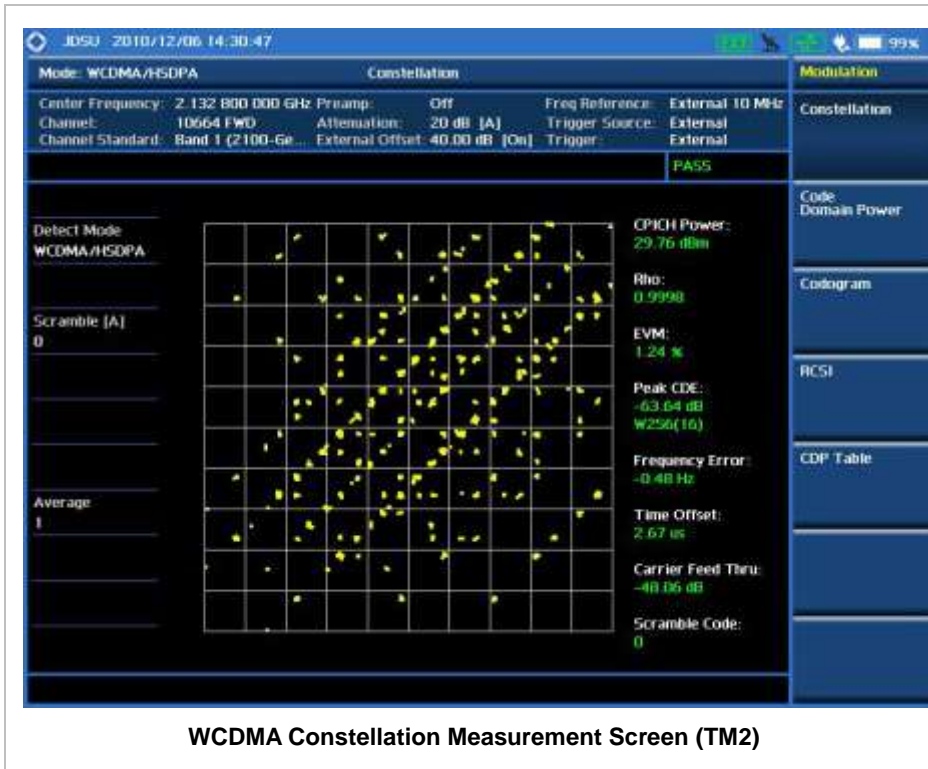 JDSU 2010/12/06 14:30:47
EXT
99%
Mode: WCDMA/HSDPA
Constellation
Modulation
Center Frequency: 2.132 800 000 GHz Preamp: Off Freq Reference: External 10 MHz
Channel: 10664 FWD Attenuation: 20 dB [A] Trigger Source: External
Channel Standard: Band 1 (2100-Ge... External Offset: 40.00 dB [On] Trigger: External
PASS
Detect Mode
WCDMA/HSDPA
Scramble [A]
0
Average
1
CPICH Power:
29.76 dBm
Rho:
0.9998
EVM:
1.24 %
Peak CDE:
-63.64 dB
W256(16)
Frequency Error:
-0.48 Hz
Time Offset:
2.67 us
Carrier Feed Thru:
Scramble Code:
0
Constellation
Code
Domain Power
Codogram
RCSI
CDP Table
WCDMA Constellation Measurement Screen (TM2)